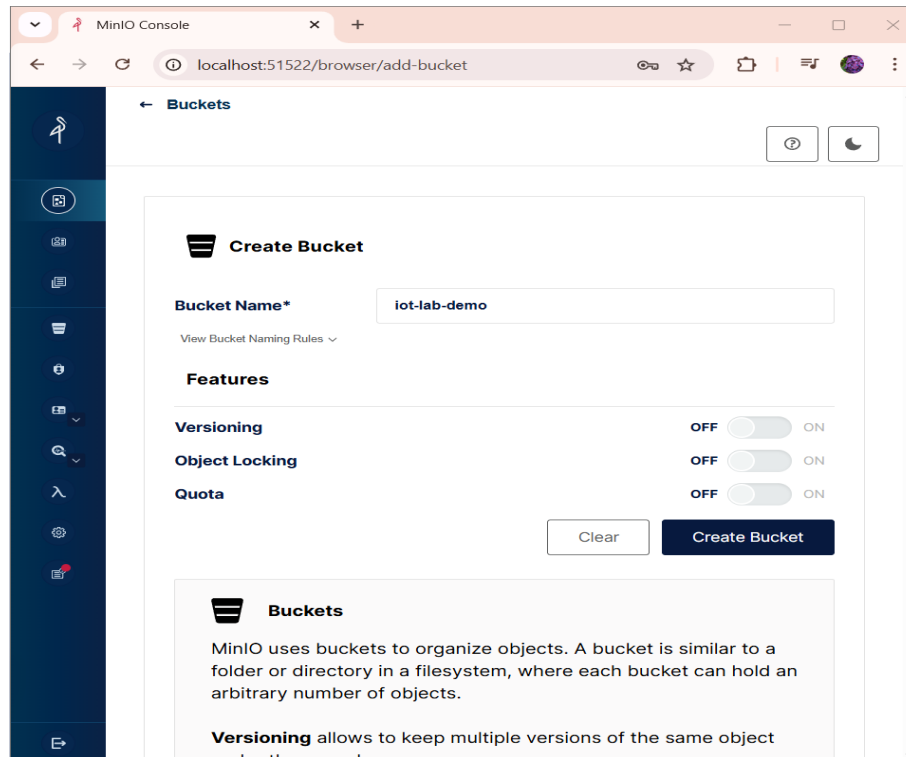 MinIO Console
localhost:51522/browser/add-bucket
← Buckets
Create Bucket
Bucket Name*
iot-lab-demo
View Bucket Naming Rules
Features
Versioning OFF ON
Object Locking OFF ON
Quota OFF ON
Clear Create Bucket
Buckets
MinIO uses buckets to organize objects. A bucket is similar to a
folder or directory in a filesystem, where each bucket can hold an
arbitrary number of objects.
Versioning allows to keep multiple versions of the same object